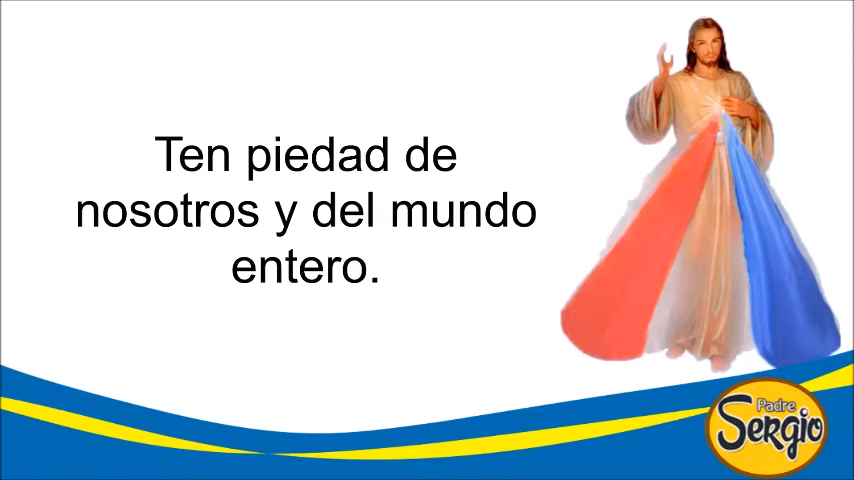 Ten piedad de
nosotros y del mundo
entero.
Padre
Sergio